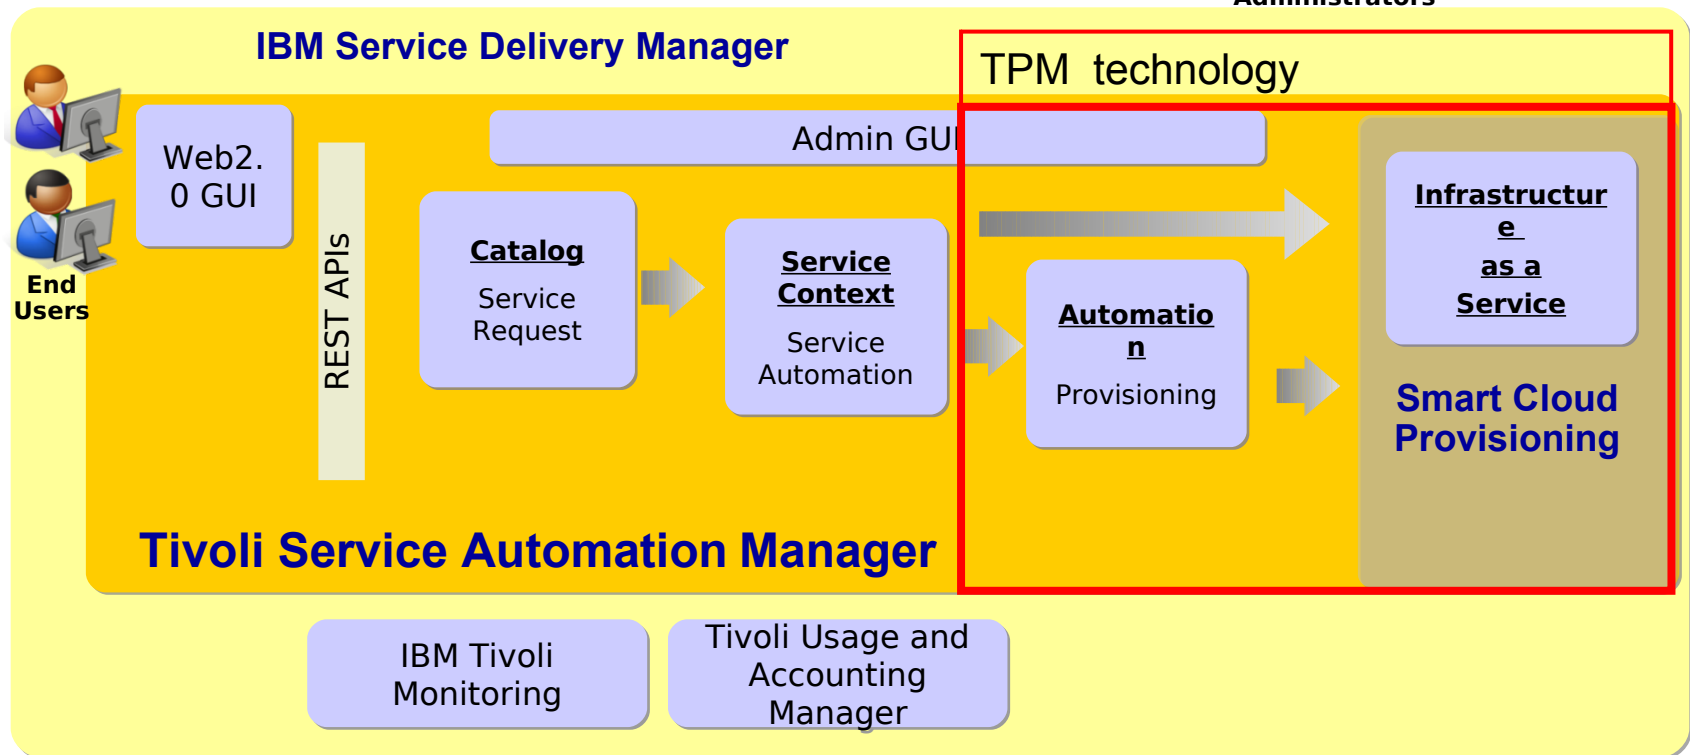 Administrators
IBM Service Delivery Manager
TPM technology
Admin GUI
Web2.
0 GUI
End
Users
REST APIs
Catalog
Service
Request
Service
Context
Service
Automation
Automatio
n
Provisioning
Infrastructur
e
as a
Service
Smart Cloud
Provisioning
Tivoli Service Automation Manager
IBM Tivoli
Monitoring
Tivoli Usage and
Accounting
Manager